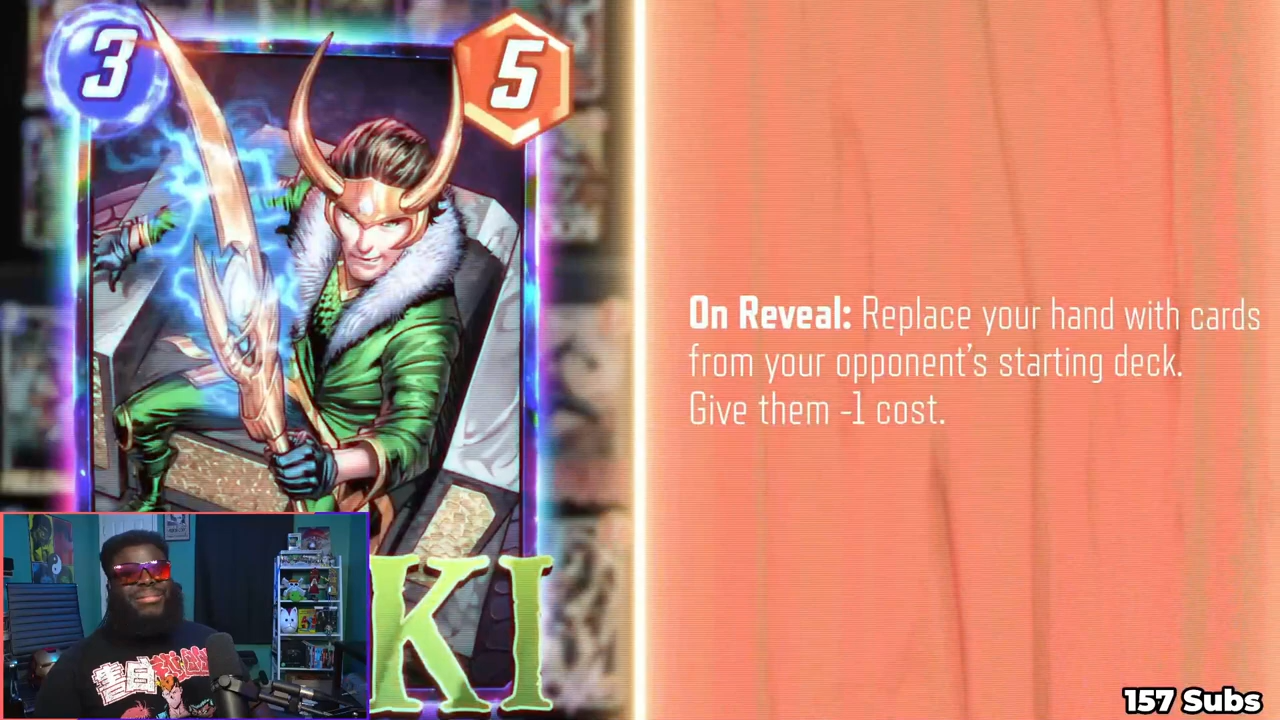 3
5
On Reveal: Replace your hand with cards
from your opponent's starting deck.
Give them -1 cost.
KI
157 Subs